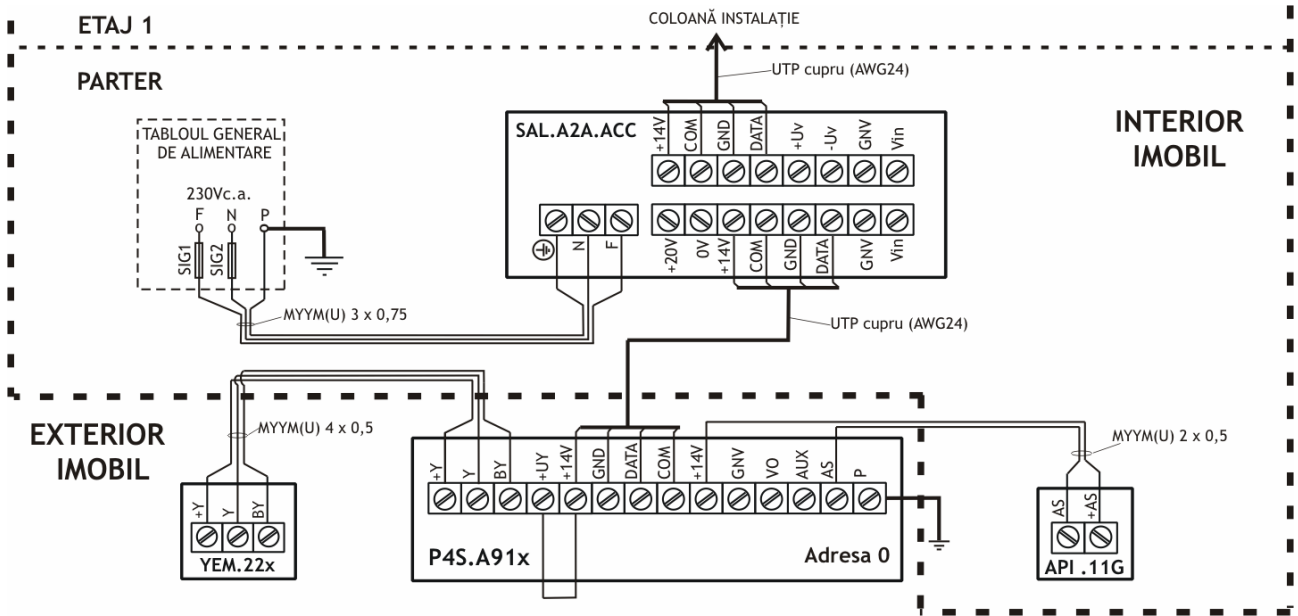 ETAJ 1
COLOANĂ INSTALAȚIE
UTP cupru (AWG24)
PARTER
INTERIOR
IMOBIL
TABLOUL GENERAL
DE ALIMENTARE
230Vc.a.
F N P
SIG1 SIG2
MYYM(U) 3 x 0,75
SAL.A2A.ACC
+14V COM GND DATA +Uv -Uv GNV Vin
N F
+20V 0V +14V COM GND DATA GNV Vin
UTP cupru (AWG24)
EXTERIOR
IMOBIL
MYYM(U) 4 x 0,5
+Y Y BY
YEM.22x
+Y Y BY +UY +14V GND DATA COM +14V GNV VO AUX AS P
P4S.A91x
Adresa 0
MYYM(U) 2 x 0,5
AS +AS
API .11G